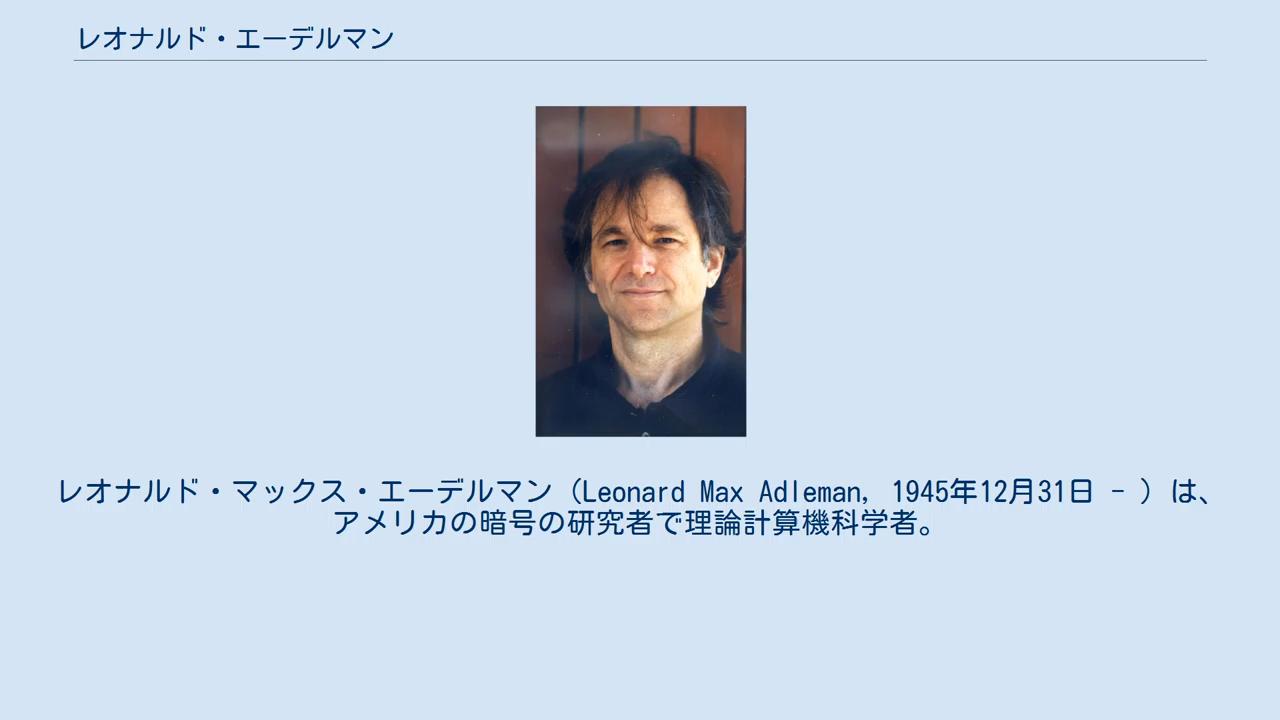 レオナルド・エーデルマン
レオナルド・マックス・エーデルマン（Leonard Max Adleman, 1945年12月31日 - ）は、
アメリカの暗号の研究者で理論計算機科学者。